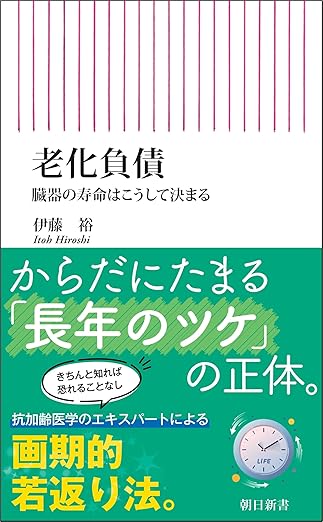 老化負債
臓器の寿命はこうして決まる
伊藤 裕
Itoh Hiroshi
からだにたまる
「長年のツケ」
の正体。
きちんと知れば
恐れることなし
抗加齢医学のエキスパートによる
画期的
若返り法。
LIFE
朝日新書